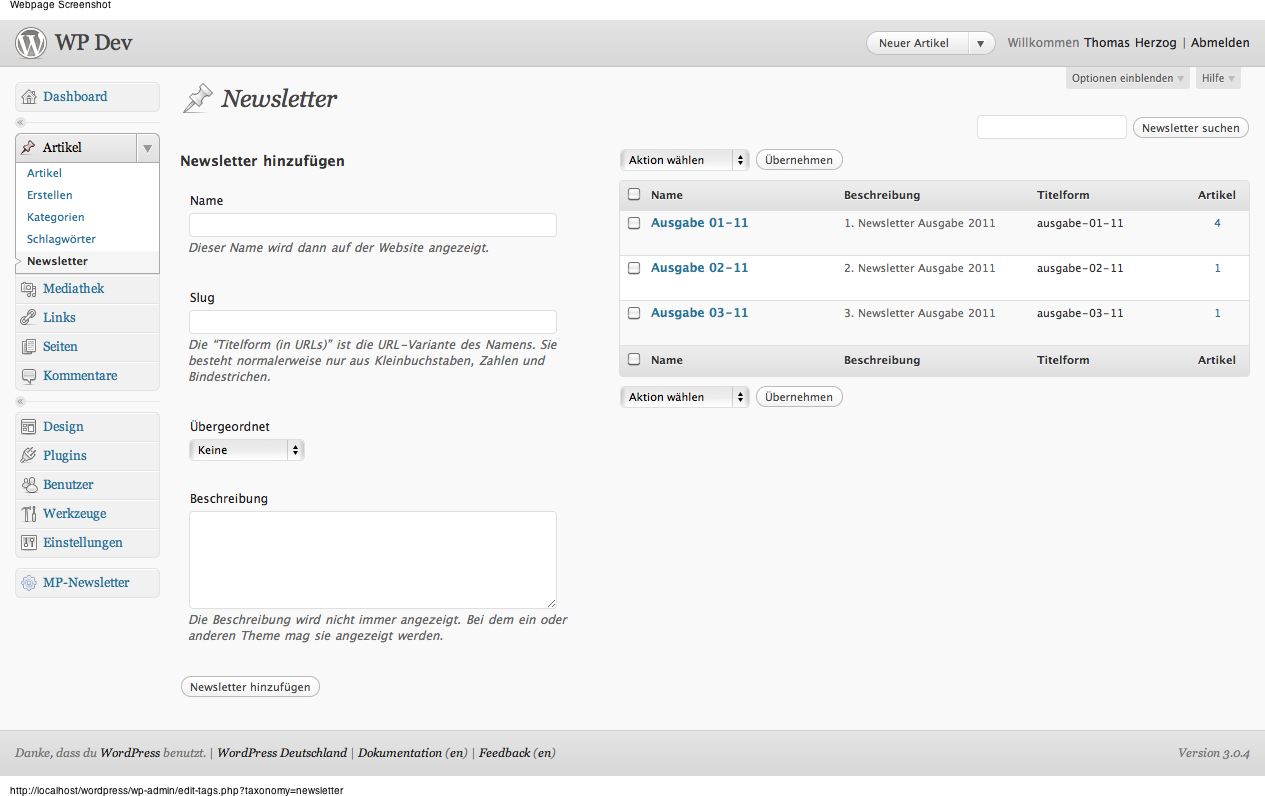 Webpage Screenshot
WP Dev
Neuer Artikel
Willkommen Thomas Herzog | Abmelden
Optionen einblenden
Hilfe
Dashboard
Artikel
Artikel
Erstellen
Kategorien
Schlagwörter
Newsletter
Mediathek
Links
Seiten
Kommentare
Design
Plugins
Benutzer
Werkzeuge
Einstellungen
MP-Newsletter
Newsletter
Newsletter suchen
Newsletter hinzufügen
Name
Dieser Name wird dann auf der Website angezeigt.
Slug
Die "Titelform (in URLs)" ist die URL-Variante des Namens. Sie
besteht normalerweise nur aus Kleinbuchstaben, Zahlen und
Bindestrichen.
Übergeordnet
Keine
Beschreibung
Die Beschreibung wird nicht immer angezeigt. Bei dem ein oder
anderen Theme mag sie angezeigt werden.
Newsletter hinzufügen
Aktion wählen Übernehmen
Name Beschreibung Titelform Artikel
Ausgabe 01-11 1. Newsletter Ausgabe 2011 ausgabe-01-11 4
Ausgabe 02-11 2. Newsletter Ausgabe 2011 ausgabe-02-11 1
Ausgabe 03-11 3. Newsletter Ausgabe 2011 ausgabe-03-11 1
Name Beschreibung Titelform Artikel
Aktion wählen Übernehmen
Danke, dass du WordPress benutzt. | WordPress Deutschland | Dokumentation (en) | Feedback (en)
Version 3.0.4
http://localhost/wordpress/wp-admin/edit-tags.php?taxonomy=newsletter